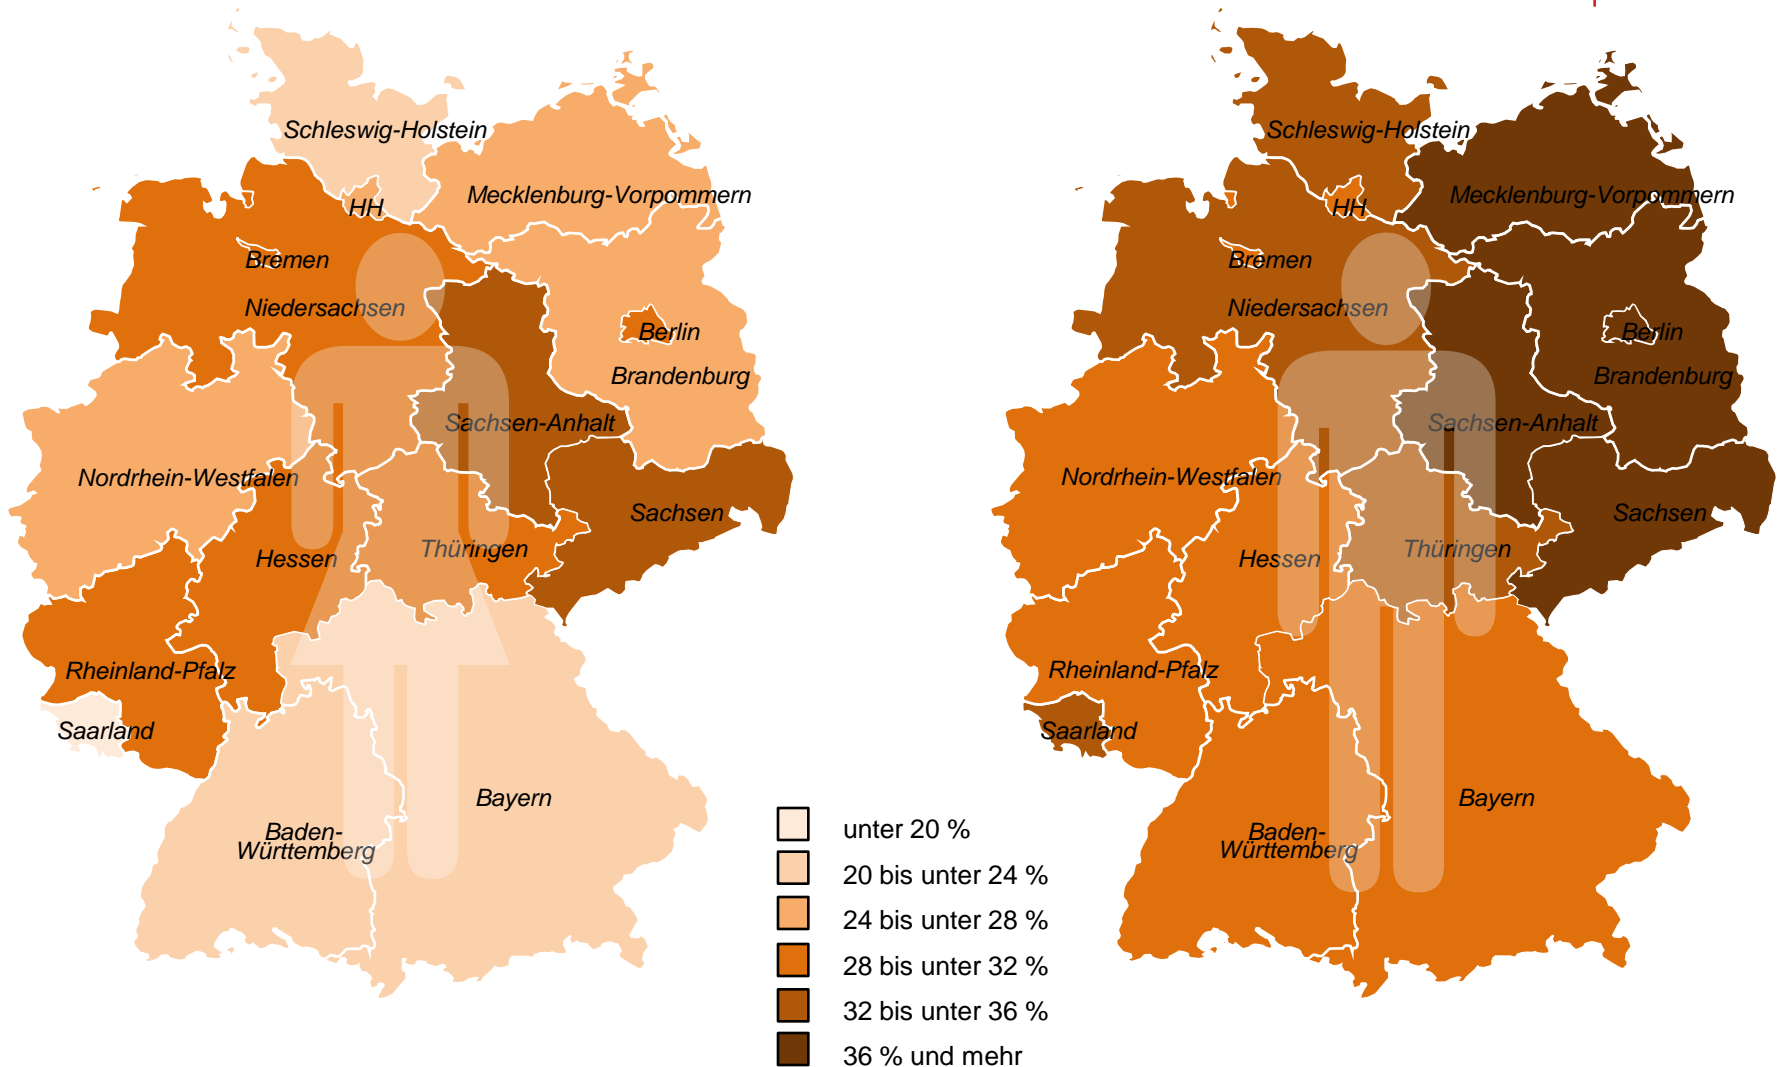 Schleswig-Holstein
Mecklenburg-Vorpommern
HH
Bremen
Niedersachsen
Berlin
Brandenburg
Sachsen-Anhalt
Nordrhein-Westfalen
Sachsen
Hessen
Thüringen
Rheinland-Pfalz
Saarland
Bayern
Baden-
Württemberg
Schleswig-Holstein
Mecklenburg-Vorpommern
HH
Bremen
Niedersachsen
Berlin
Brandenburg
Sachsen-Anhalt
Nordrhein-Westfalen
Sachsen
Hessen
Thüringen
Rheinland-Pfalz
Saarland
Bayern
Baden-
Württemberg
unter 20 %
20 bis unter 24 %
24 bis unter 28 %
28 bis unter 32 %
32 bis unter 36 %
36 % und mehr